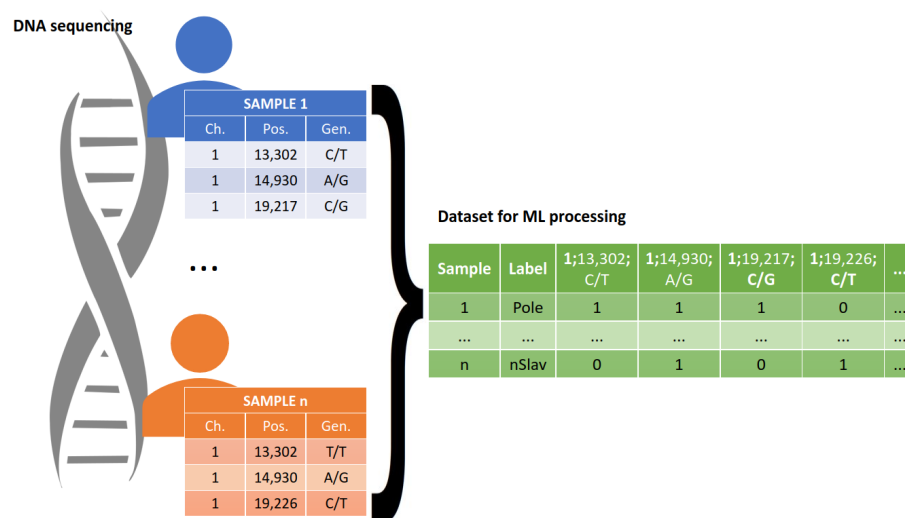 DNA sequencing
SAMPLE 1
Ch. Pos. Gen.
1 13,302 C/T
1 14,930 A/G
1 19,217 C/G
...
SAMPLE n
Ch. Pos. Gen.
1 13,302 T/T
1 14,930 A/G
1 19,226 C/T
Dataset for ML processing
Sample Label 1;13,302; C/T 1;14,930; A/G 1;19,217; C/G 1;19,226; C/T ...
1 Pole 1 1 1 0 ...
... ... ... ... ... ... ...
n nSlav 0 1 0 1 ...